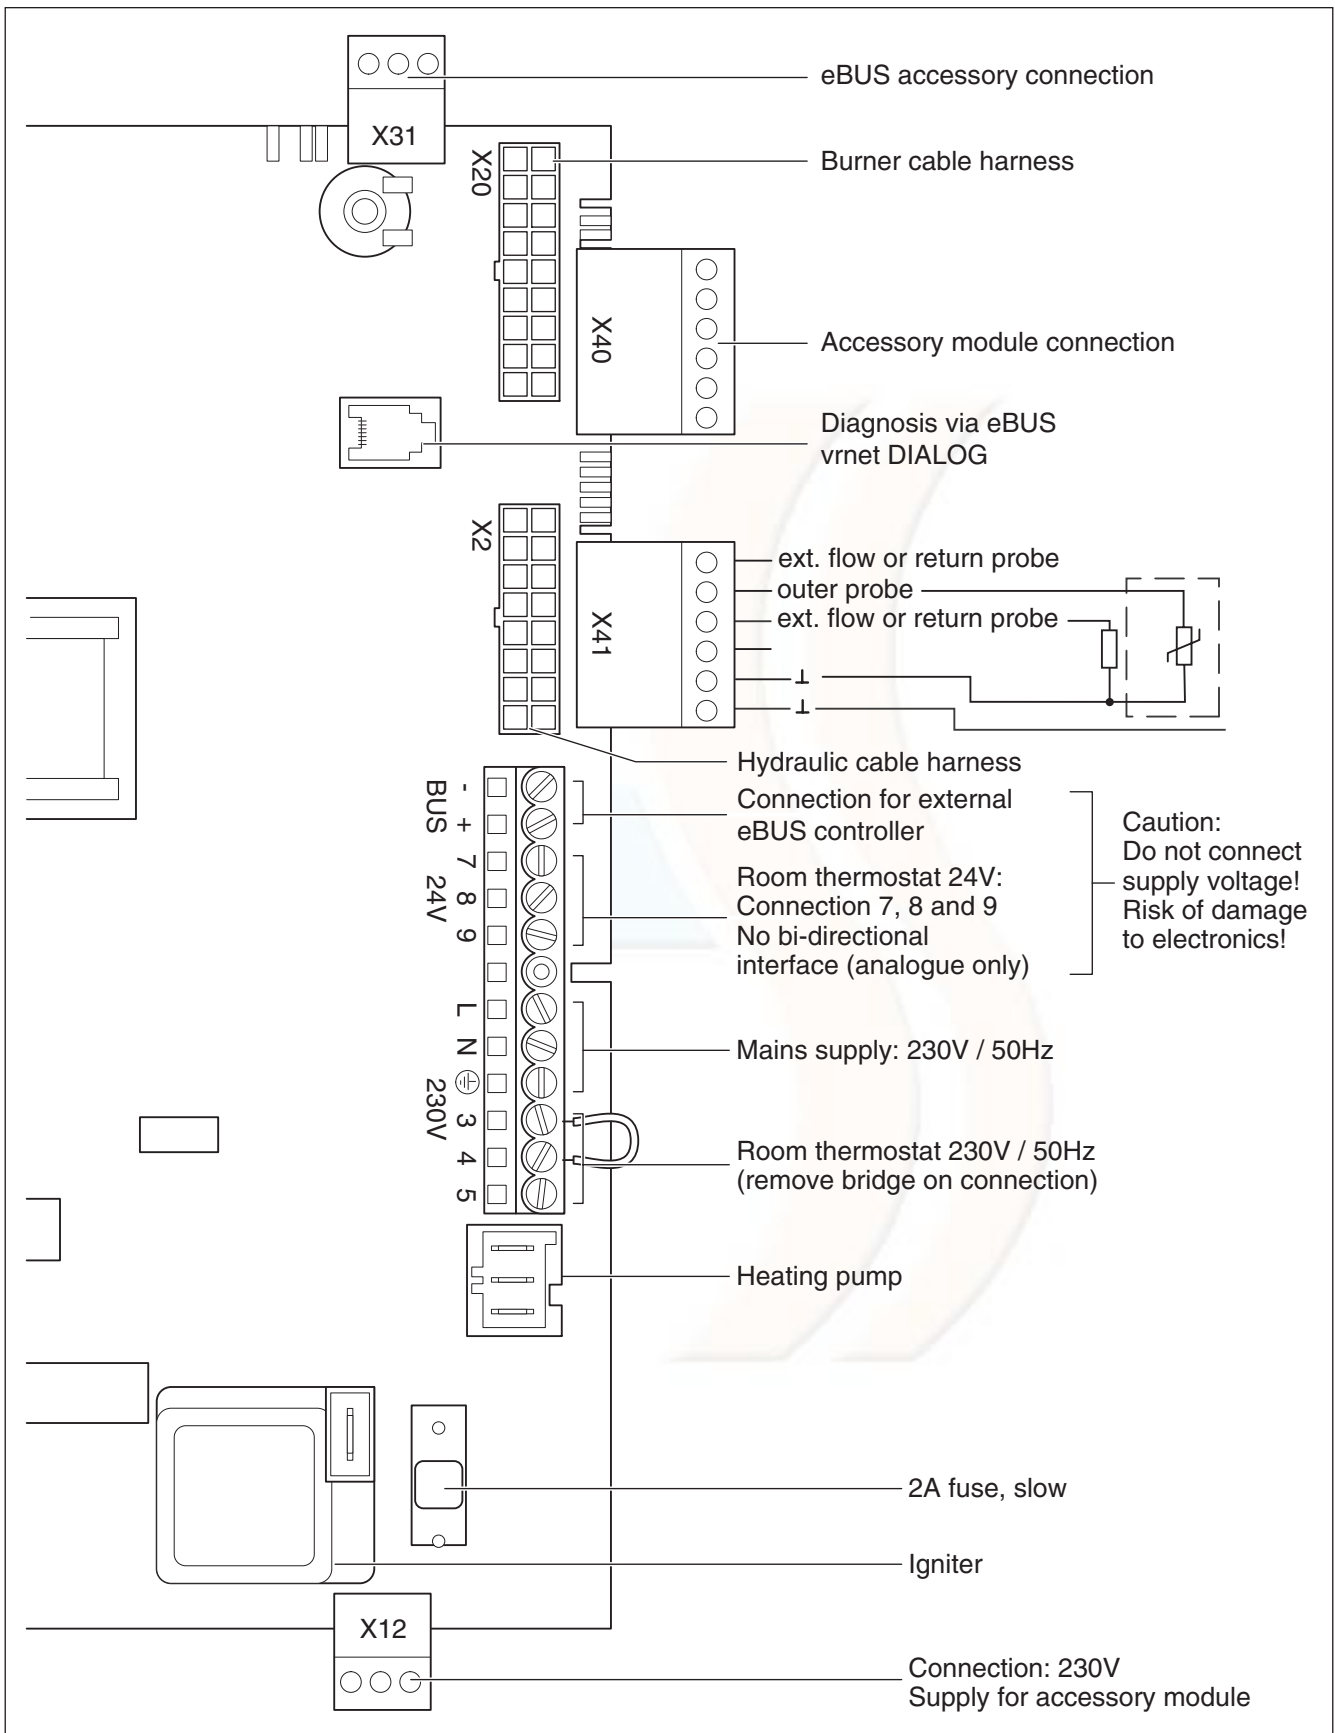 eBUS accessory connection
X31
Burner cable harness
X20
X40
Accessory module connection
Diagnosis via eBUS
vrnet DIALOG
X2
X41
ext. flow or return probe
outer probe
ext. flow or return probe
Hydraulic cable harness
BUS
-
+
Connection for external
eBUS controller
24V
7
8
9
Room thermostat 24V:
Connection 7, 8 and 9
No bi-directional
interface (analogue only)
Caution:
Do not connect
supply voltage!
Risk of damage
to electronics!
L
N
Mains supply: 230V / 50Hz
230V
3
4
5
Room thermostat 230V / 50Hz
(remove bridge on connection)
Heating pump
2A fuse, slow
Igniter
X12
Connection: 230V
Supply for accessory module